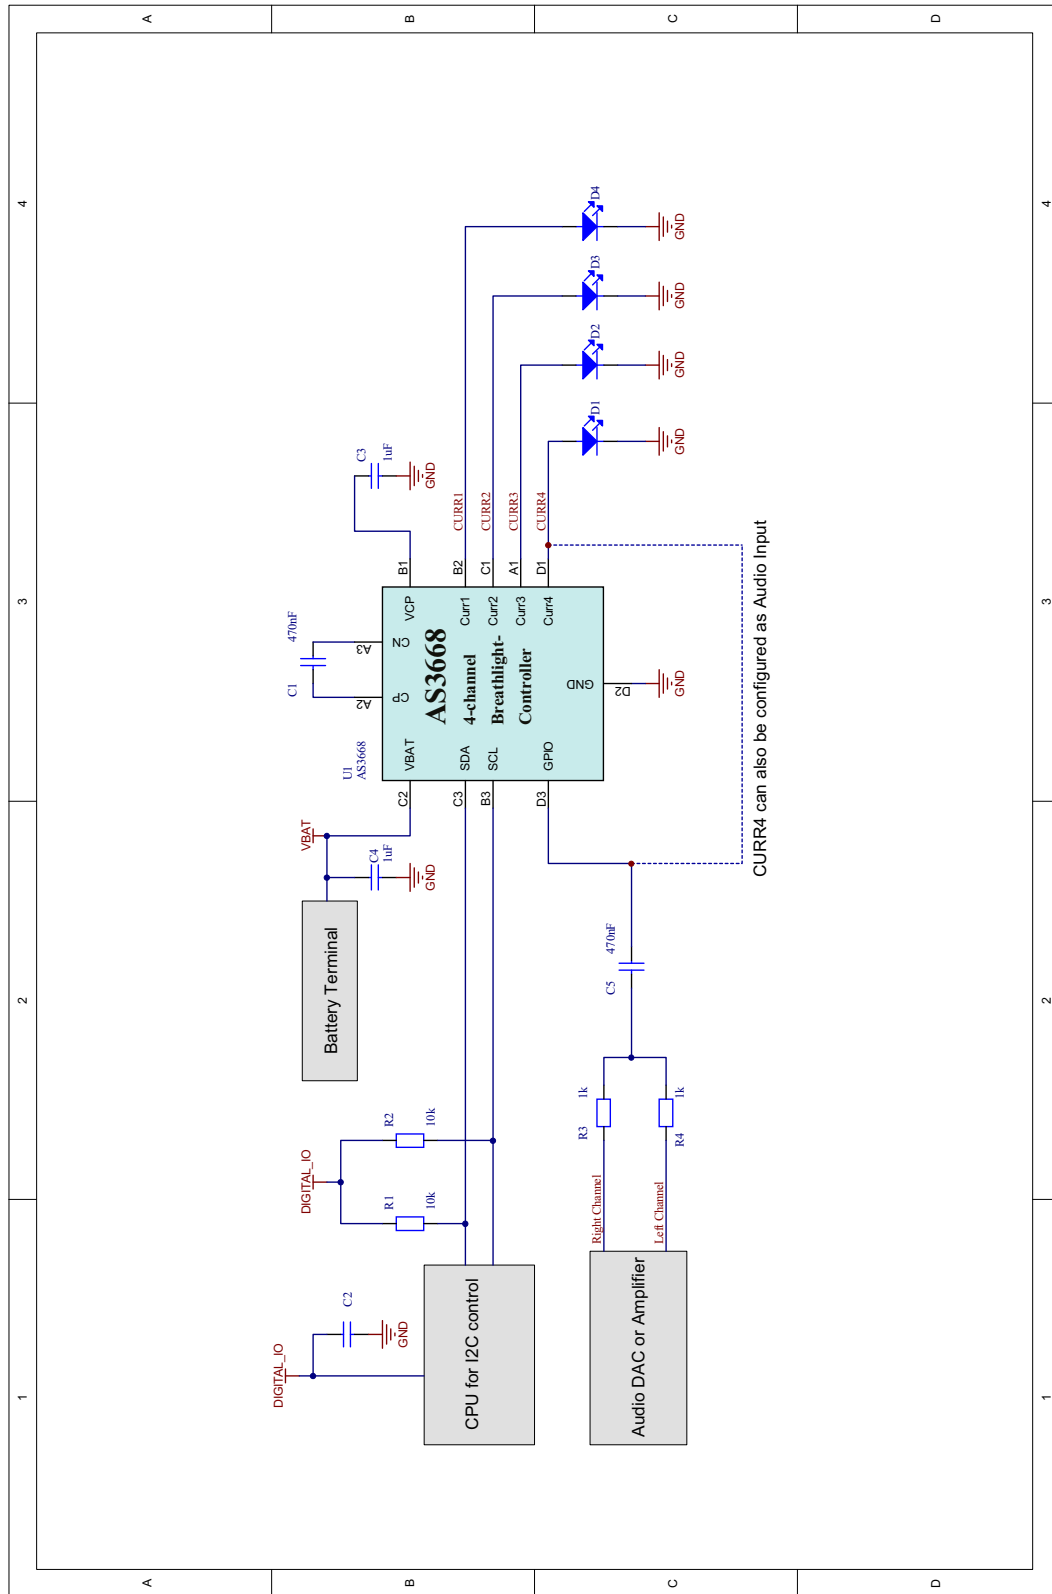 1
2
3
4
A
B
C
D
DIGITAL_IO
C2
GND
CPU for I2C control
DIGITAL_IO
R1
10k
R2
10k
Battery Terminal
VBAT
C4
1uF
GND
U1
AS3668
C1
470nF
A2
A3
CP
CN
C2
VBAT
C3
SDA
B3
SCL
D3
GPIO
AS3668
4-channel
Breathlight-
Controller
VCP
B1
Curr1
B2
Curr2
C1
Curr3
A1
Curr4
D1
GND
D2
GND
C3
1uF
GND
CURR1
CURR2
CURR3
CURR4
D1
D2
D3
D4
GND
GND
GND
GND
Audio DAC or Amplifier
Right Channel
Left Channel
R3
1k
R4
1k
C5
470nF
CURR4 can also be configured as Audio Input
A
B
C
D
1
2
3
4